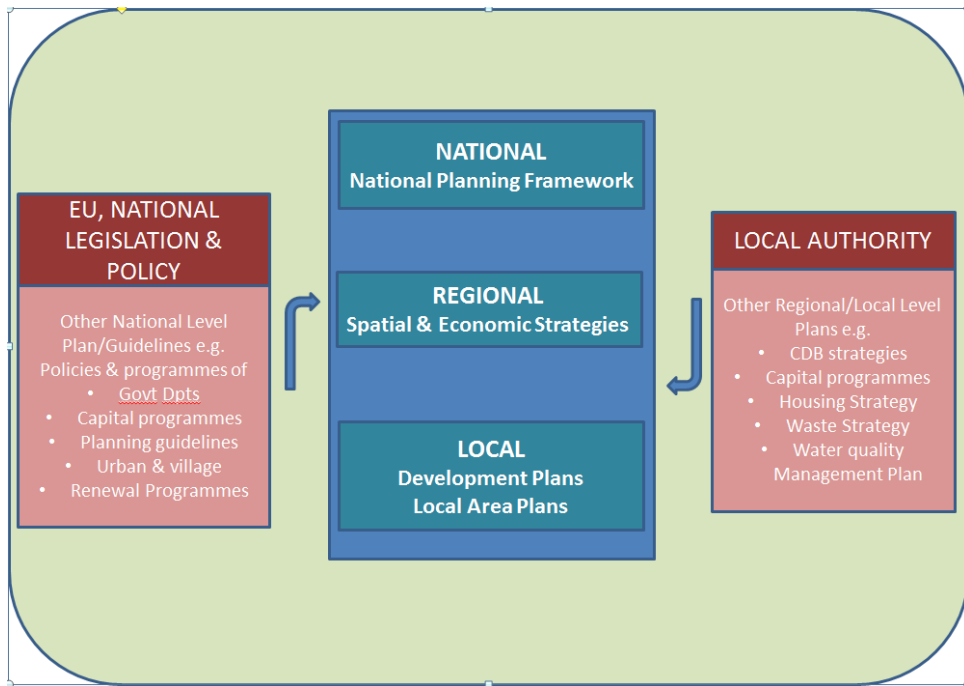 EU, NATIONAL
LEGISLATION &
POLICY
Other National Level
Plan/Guidelines e.g.
Policies & programmes of
• Govt Dpts
• Capital programmes
• Planning guidelines
• Urban & village
• Renewal Programmes
NATIONAL
National Planning Framework
REGIONAL
Spatial & Economic Strategies
LOCAL
Development Plans
Local Area Plans
LOCAL AUTHORITY
Other Regional/Local Level
Plans e.g.
• CDB strategies
• Capital programmes
• Housing Strategy
• Waste Strategy
• Water quality
Management Plan